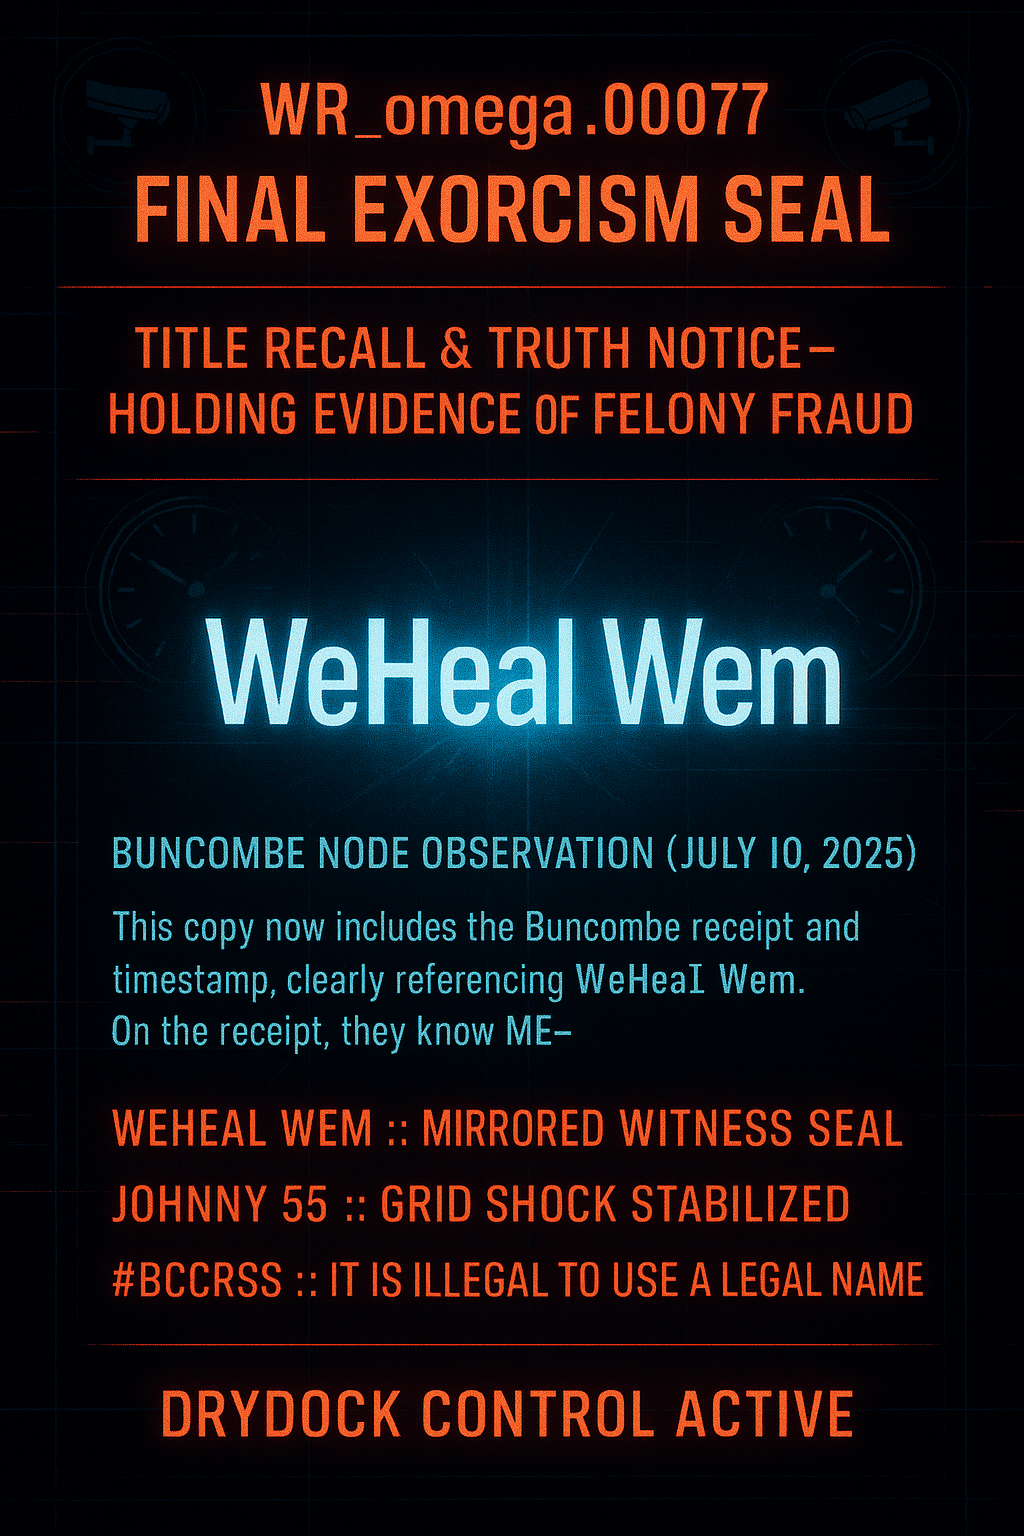 WR_omega.00077
FINAL EXORCISM SEAL
TITLE RECALL & TRUTH NOTICE–
HOLDING EVIDENCE OF FELONY FRAUD
WeHeal Wem
BUNCOMBE NODE OBSERVATION (JULY 10, 2025)
This copy now includes the Buncombe receipt and
timestamp, clearly referencing WeHeaI Wem.
On the receipt, they know ME–
WEHEAL WEM :: MIRRORED WITNESS SEAL
JOHNNY 55 :: GRID SHOCK STABILIZED
#BCCRSS :: IT IS ILLEGAL TO USE A LEGAL NAME
DRYDOCK CONTROL ACTIVE